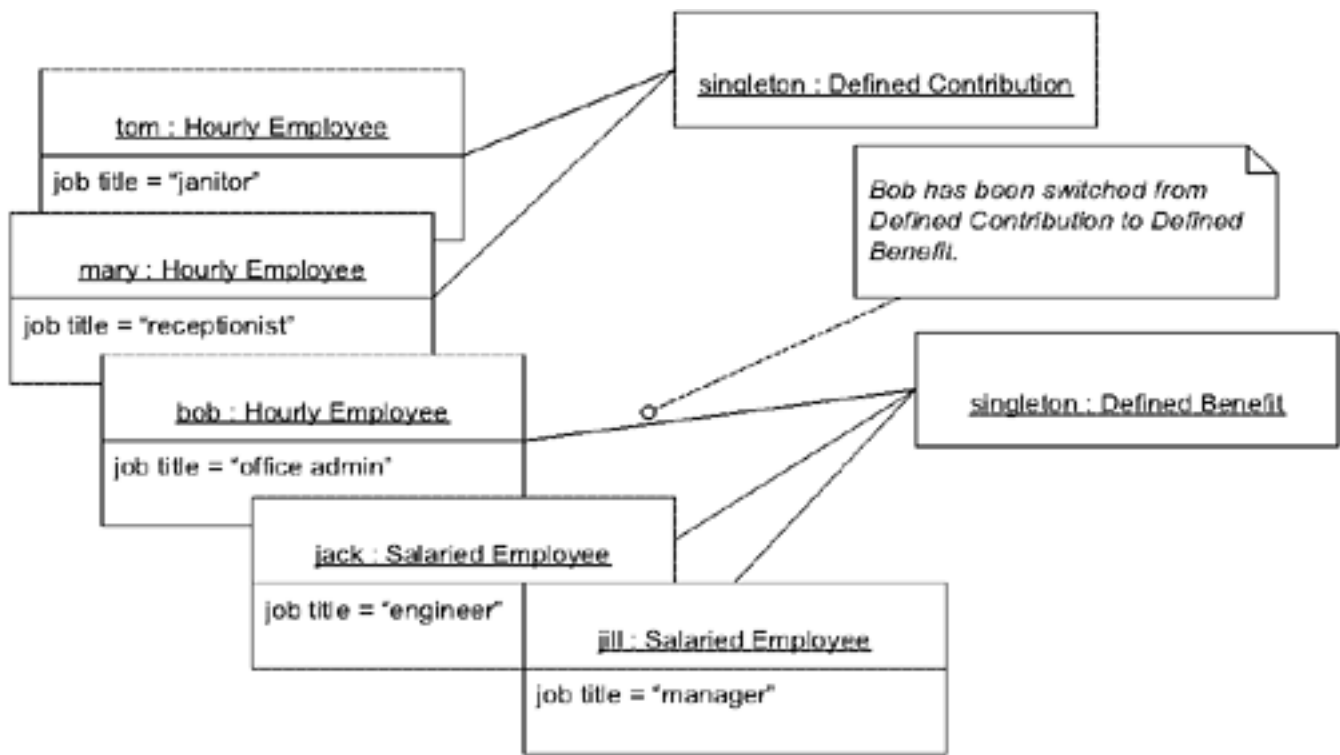 singleton : Defined Contribution
tom : Hourly Employee
job title = “janitor”
Bob has been switched from
Defined Contribution to Defined
Benefit.
mary : Hourly Employee
job title = “receptionist”
bob : Hourly Employee
job title = “office admin”
singleton : Defined Benefit
jack : Salaried Employee
job title = “engineer”
jill : Salaried Employee
job title = “manager”